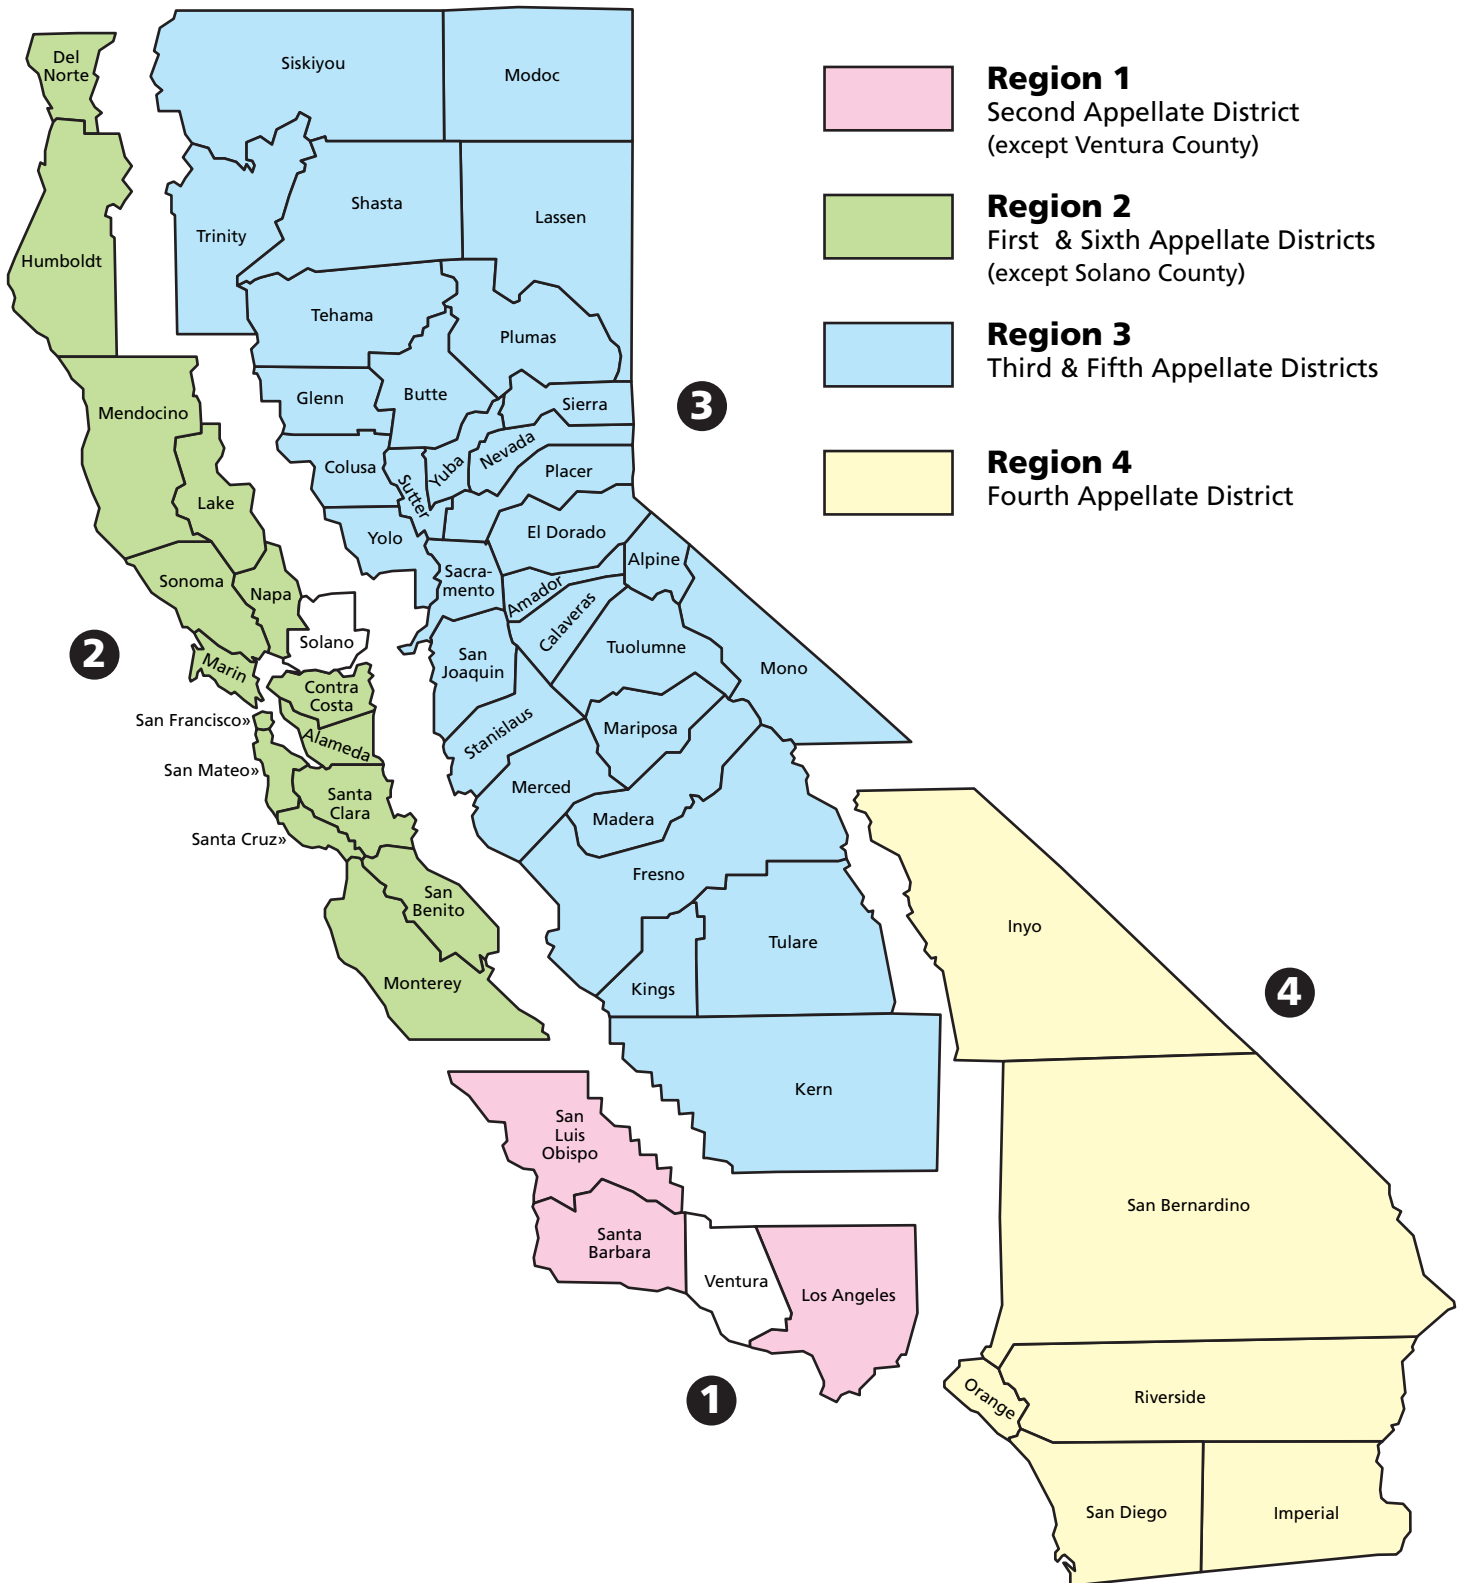 Region 1
Second Appellate District
(except Ventura County)
Region 2
First & Sixth Appellate Districts
(except Solano County)
Region 3
Third & Fifth Appellate Districts
Region 4
Fourth Appellate District
Del
Norte
Siskiyou
Modoc
Humboldt
Trinity
Shasta
Lassen
Tehama
Plumas
Mendocino
Glenn
Butte
Sierra
3
Lake
Colusa
Sutter
Yuba
Nevada
Placer
Yolo
El Dorado
Sonoma
Napa
Sacra-
mento
Amador
Alpine
2
Solano
Marin
San
Joaquin
Calaveras
Tuolumne
Mono
Contra
Costa
San Francisco»
Alameda
Stanislaus
Mariposa
San Mateo»
Santa
Clara
Merced
Madera
Santa Cruz»
Fresno
San
Benito
Monterey
Kings
Tulare
Inyo
4
Kern
San
Luis
Obispo
Santa
Barbara
Ventura
Los Angeles
1
San Bernardino
Orange
Riverside
San Diego
Imperial